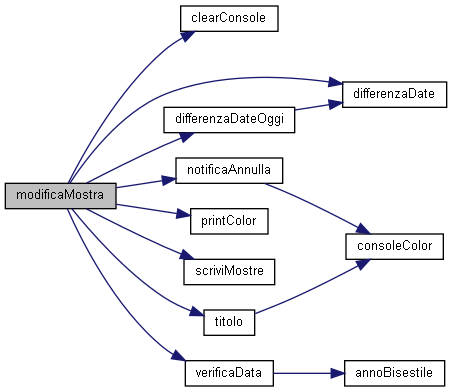 clearConsole
differenzaDate
differenzaDateOggi
notificaAnnulla
modificaMostra
printColor
consoleColor
scriviMostre
titolo
verificaData
annoBisestile